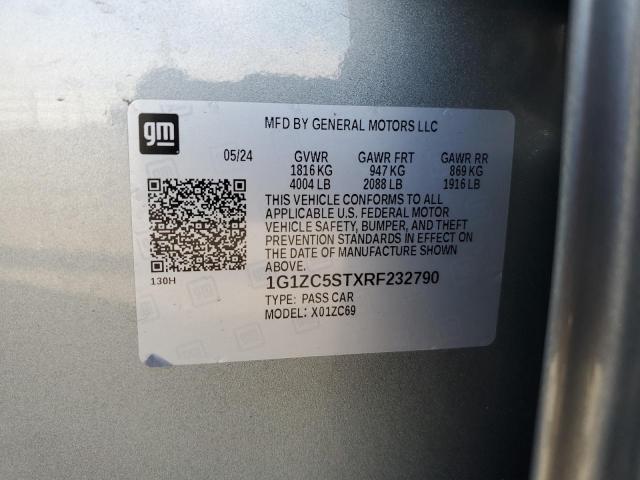 gm
MFD BY GENERAL MOTORS LLC
05/24 GVWR GAWR FRT GAWR RR
1816 KG 947 KG 869 KG
4004 LB 2088 LB 1916 LB
THIS VEHICLE CONFORMS TO ALL
APPLICABLE U.S. FEDERAL MOTOR
VEHICLE SAFETY, BUMPER, AND THEFT
PREVENTION STANDARDS IN EFFECT ON
THE DATE OF MANUFACTURE SHOWN
ABOVE.
130H
1G1ZC5STXRF232790
TYPE: PASS CAR
MODEL: X01ZC69